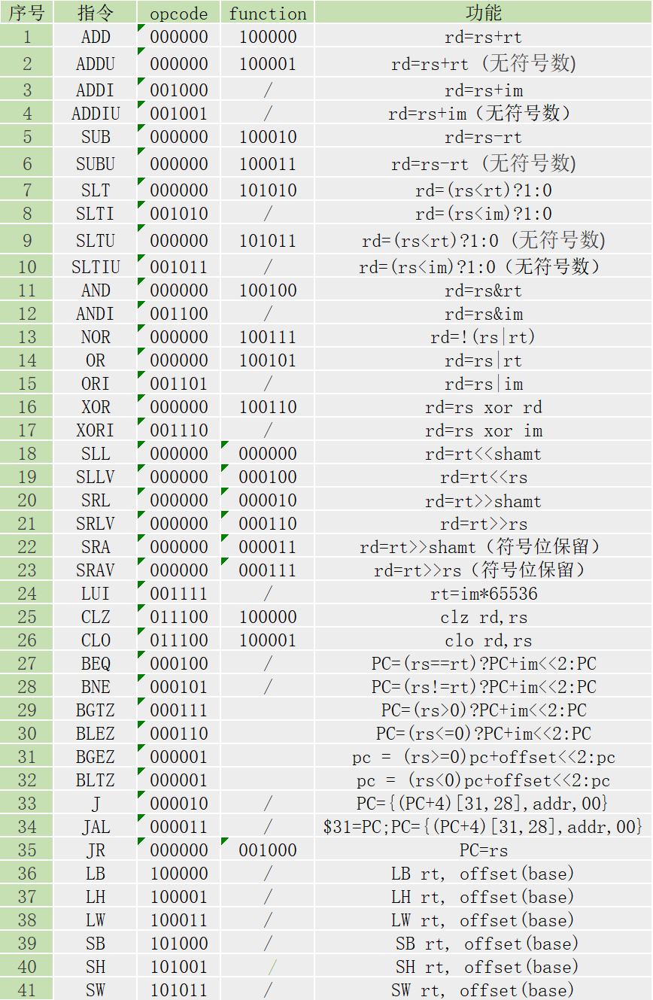 序号 指令 opcode function 功能
1 ADD 000000 100000 rd=rs+rt
2 ADDU 000000 100001 rd=rs+rt (无符号数)
3 ADDI 001000 / rd=rs+im
4 ADDIU 001001 / rd=rs+im（无符号数）
5 SUB 000000 100010 rd=rs-rt
6 SUBU 000000 100011 rd=rs-rt (无符号数)
7 SLT 000000 101010 rd=(rs<rt)?1:0
8 SLTI 001010 / rd=(rs<im)?1:0
9 SLTU 000000 101011 rd=(rs<rt)?1:0 (无符号数)
10 SLTIU 001011 / rd=(rs<im)?1:0（无符号数）
11 AND 000000 100100 rd=rs&rt
12 ANDI 001100 / rd=rs&im
13 NOR 000000 100111 rd=!(rs|rt)
14 OR 000000 100101 rd=rs|rt
15 ORI 001101 / rd=rs|im
16 XOR 000000 100110 rd=rs xor rd
17 XORI 001110 / rd=rs xor im
18 SLL 000000 000000 rd=rt<<shamt
19 SLLV 000000 000100 rd=rt<<rs
20 SRL 000000 000010 rd=rt>>shamt
21 SRLV 000000 000110 rd=rt>>rs
22 SRA 000000 000011 rd=rt>>shamt（符号位保留）
23 SRAV 000000 000111 rd=rt>>rs（符号位保留）
24 LUI 001111 / rt=im*65536
25 CLZ 011100 100000 clz rd,rs
26 CLO 011100 100001 clo rd,rs
27 BEQ 000100 / PC=(rs==rt)?PC+im<<2:PC
28 BNE 000101 / PC=(rs!=rt)?PC+im<<2:PC
29 BGTZ 000111 PC=(rs>0)?PC+im<<2:PC
30 BLEZ 000110 PC=(rs<=0)?PC+im<<2:PC
31 BGEZ 000001 pc = (rs>=0)pc+offset<<2:pc
32 BLTZ 000001 pc = (rs<0)pc+offset<<2:pc
33 J 000010 / PC={(PC+4)[31,28],addr,00}
34 JAL 000011 / $31=PC;PC={(PC+4)[31,28],addr,00}
35 JR 000000 001000 PC=rs
36 LB 100000 / LB rt, offset(base)
37 LH 100001 / LH rt, offset(base)
38 LW 100011 / LW rt, offset(base)
39 SB 101000 / SB rt, offset(base)
40 SH 101001 / SH rt, offset(base)
41 SW 101011 / SW rt, offset(base)